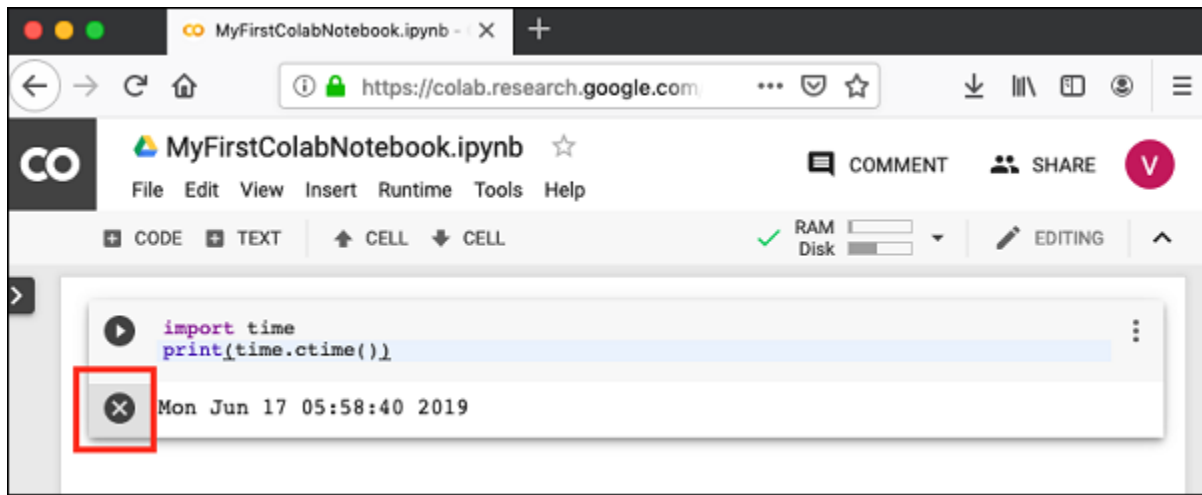 MyFirstColabNotebook.ipynb -
https://colab.research.google.com
CO
MyFirstColabNotebook.ipynb
COMMENT
SHARE
V
File Edit View Insert Runtime Tools Help
CODE TEXT CELL CELL
RAM
Disk
EDITING
import time
print(time.ctime())
Mon Jun 17 05:58:40 2019